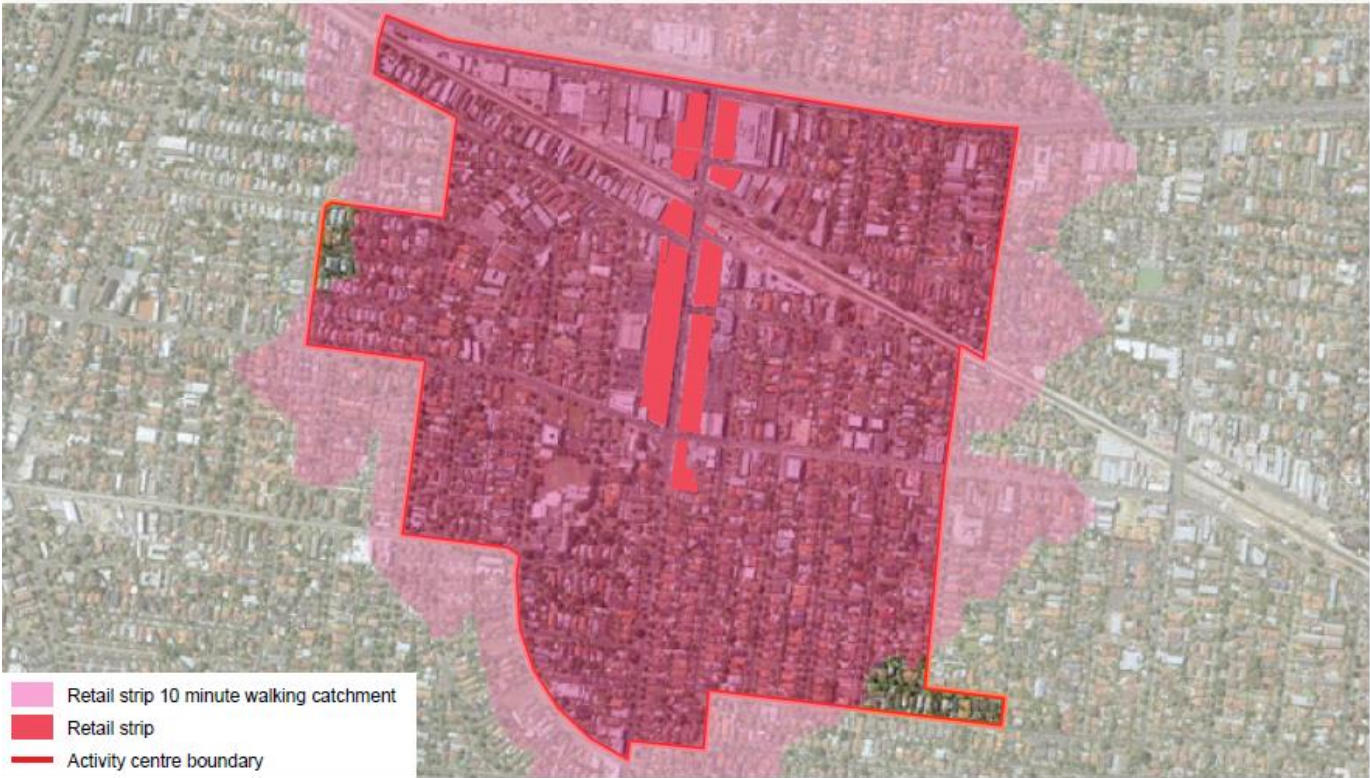 Retail strip 10 minute walking catchment
Retail strip
Activity centre boundary